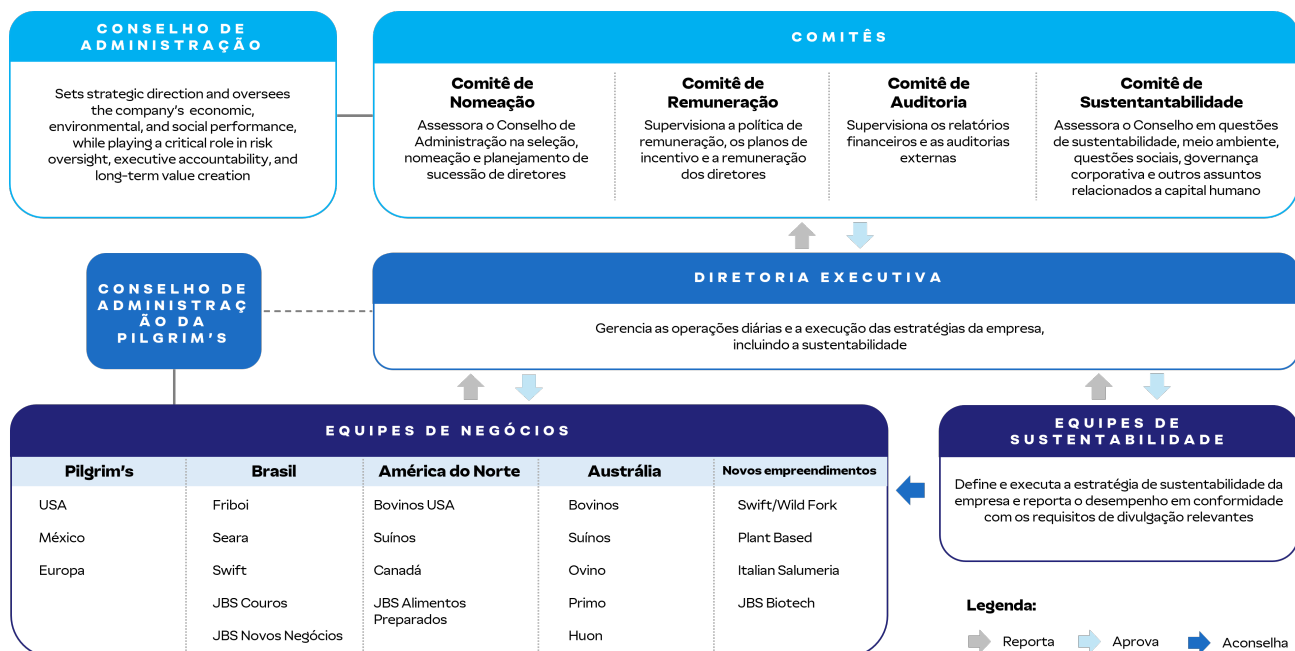 CONSELHO DE
ADMINISTRAÇÃO
Sets strategic direction and oversees
the company's economic,
environmental, and social performance,
while playing a critical role in risk
oversight, executive accountability, and
long-term value creation
COMITÊS
Comitê de
Nomeação
Assessora o Conselho de
Administração na seleção,
nomeação e planejamento de
sucessão de diretores
Comitê de
Remuneração
Supervisiona a política de
remuneração, os planos de
incentivo e a remuneração
dos diretores
Comitê de
Auditoria
Supervisiona os relatórios
financeiros e as auditorias
externas
Comitê de
Sustentantabilidade
Assessora o Conselho em questões
de sustentabilidade, meio ambiente,
questões sociais, governança
corporativa e outros assuntos
relacionados a capital humano
CONSELHO DE
ADMINISTRAÇ
ÃO DA
PILGRIM'S
DIRETORIA EXECUTIVA
Gerencia as operações diárias e a execução das estratégias da empresa,
incluindo a sustentabilidade
EQUIPES DE NEGÓCIOS
Pilgrim's
USA
México
Europa
Brasil
Friboi
Seara
Swift
JBS Couros
JBS Novos Negócios
América do Norte
Bovinos USA
Suínos
Canadá
JBS Alimentos
Preparados
Austrália
Bovinos
Suínos
Ovino
Primo
Huon
Novos empreendimentos
Swift/Wild Fork
Plant Based
Italian Salumeria
JBS Biotech
EQUIPES DE
SUSTENTABILIDADE
Define e executa a estratégia de sustentabilidade da
empresa e reporta o desempenho em conformidade
com os requisitos de divulgação relevantes
Legenda:
Reporta
Aprova
Aconselha